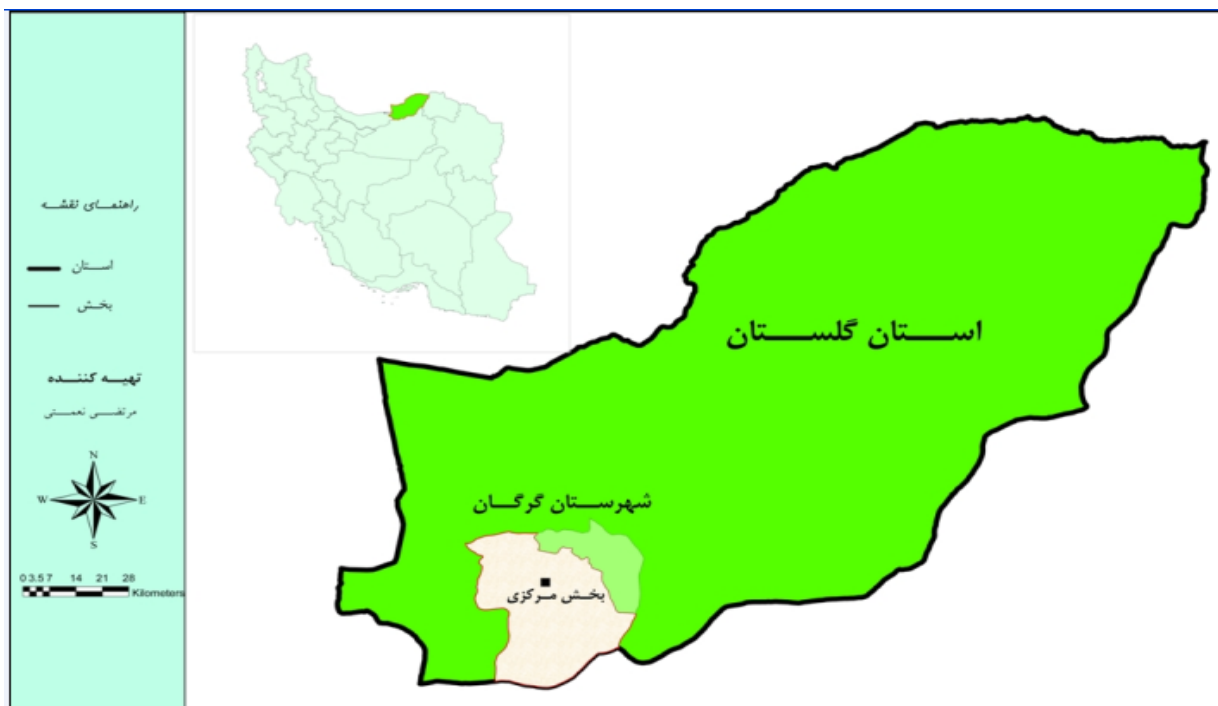 راهنمای نقشه
استان
بخش
تهیه کننده
مرتضی نعمتی
N
W E
S
0 3.5 7 14 21 28
Kilometers
استان گلستان
شهرستان گرگان
بخش مرکزی